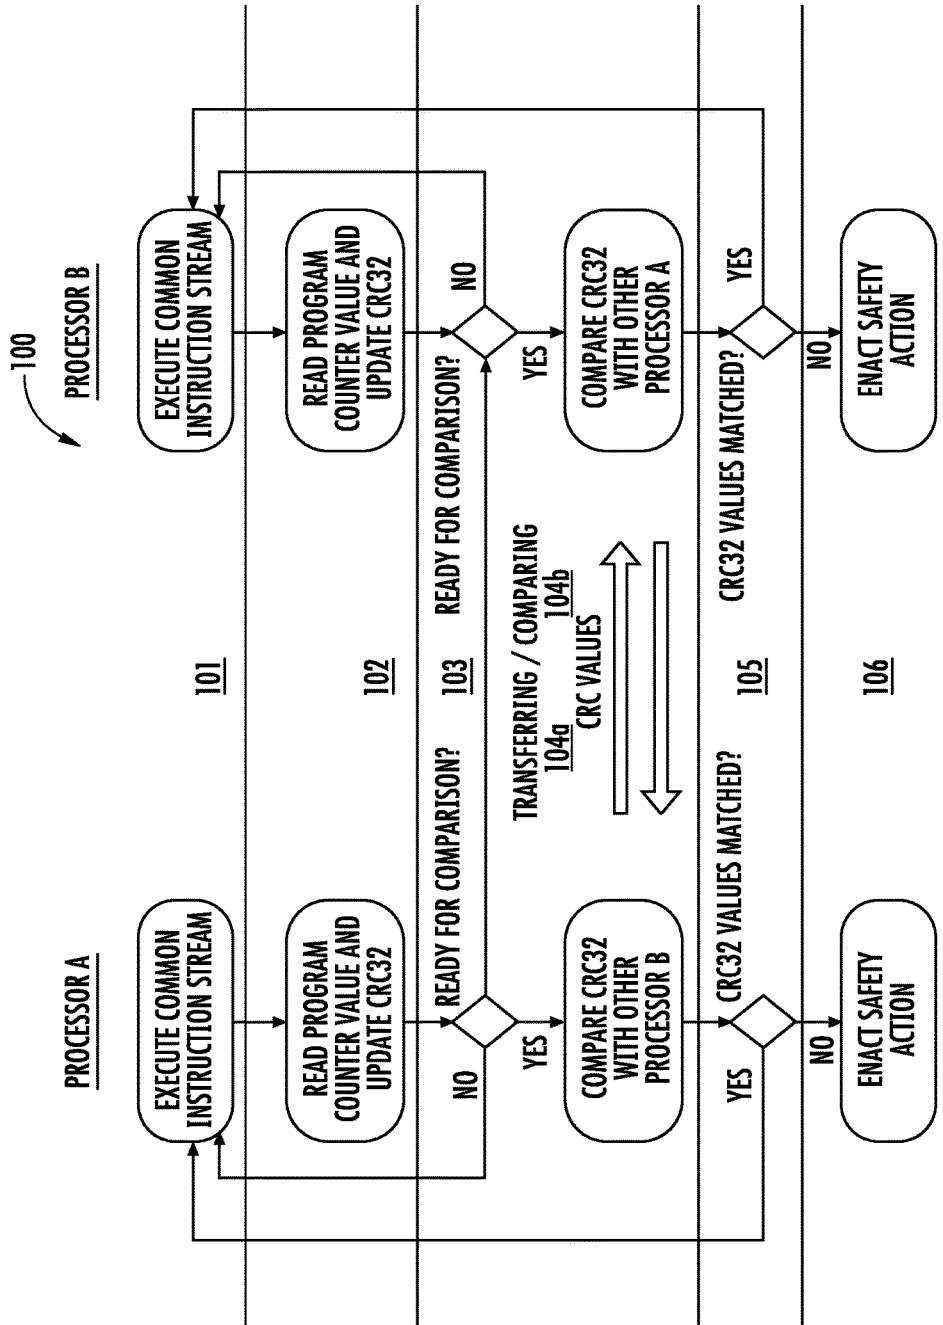 100
PROCESSOR A
PROCESSOR B
EXECUTE COMMON
INSTRUCTION STREAM
EXECUTE COMMON
INSTRUCTION STREAM
101
READ PROGRAM
COUNTER VALUE AND
UPDATE CRC32
READ PROGRAM
COUNTER VALUE AND
UPDATE CRC32
102
READY FOR COMPARISON?
103
READY FOR COMPARISON?
NO
NO
YES
YES
TRANSFERRING / COMPARING
104a
104b
CRC VALUES
COMPARE CRC32
WITH OTHER
PROCESSOR B
COMPARE CRC32
WITH OTHER
PROCESSOR A
CRC32 VALUES MATCHED?
105
CRC32 VALUES MATCHED?
YES
YES
NO
NO
ENACT SAFETY
ACTION
106
ENACT SAFETY
ACTION